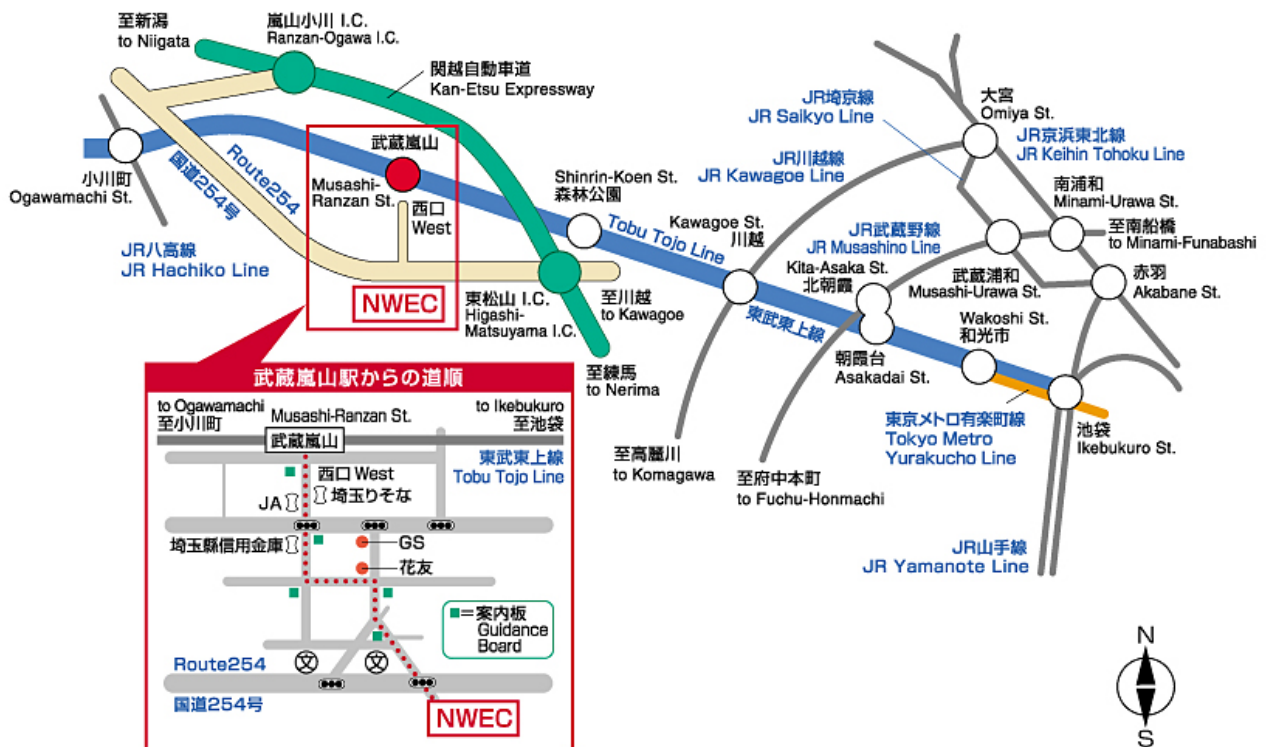 至新潟
to Niigata
嵐山小川 I.C.
Ranzan-Ogawa I.C.
関越自動車道
Kan-Etsu Expressway
小川町
Ogawamachi St.
JR八高線
JR Hachiko Line
Route254
国道254号
武蔵嵐山
Musashi-
Ranzan St.
西口
West
NWEC
東松山 I.C.
Higashi-
Matsuyama I.C.
至川越
to Kawagoe
至練馬
to Nerima
Shinrin-Koen St.
森林公園
Tobu Tojo Line
東武東上線
Kawagoe St.
川越
JR川越線
JR Kawagoe Line
JR埼京線
JR Saikyo Line
大宮
Omiya St.
JR京浜東北線
JR Keihin Tohoku Line
南浦和
Minami-Urawa St.
至南船橋
to Minami-Funabashi
JR武蔵野線
JR Musashino Line
Kita-Asaka St.
北朝霞
武蔵浦和
Musashi-Urawa St.
赤羽
Akabane St.
Wakoshi St.
和光市
朝霞台
Asakadai St.
東京メトロ有楽町線
Tokyo Metro
Yurakucho Line
池袋
Ikebukuro St.
至高麗川
to Komagawa
至府中本町
to Fuchu-Honmachi
JR山手線
JR Yamanote Line
武蔵嵐山駅からの道順
to Ogawamachi
至小川町
Musashi-Ranzan St.
武蔵嵐山
to Ikebukuro
至池袋
東武東上線
Tobu Tojo Line
西口 West
JA
埼玉りそな
埼玉縣信用金庫
GS
花友
■=案内板
Guidance
Board
文
文
Route254
国道254号
NWEC
N
S